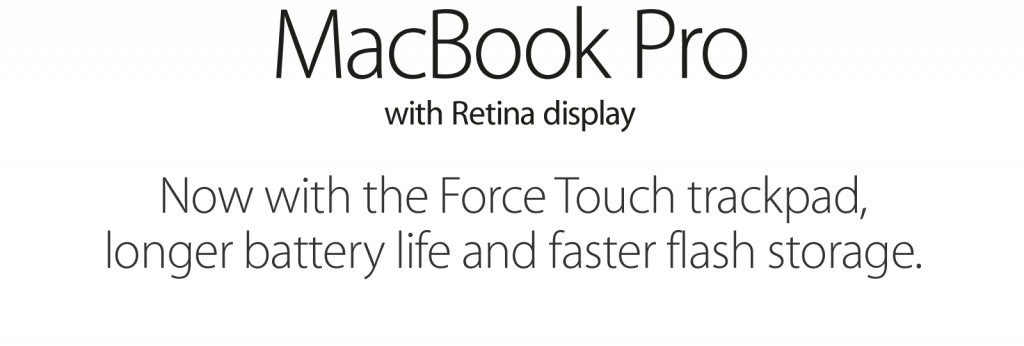 MacBook Pro
with Retina display
Now with the Force Touch trackpad,
longer battery life and faster flash storage.